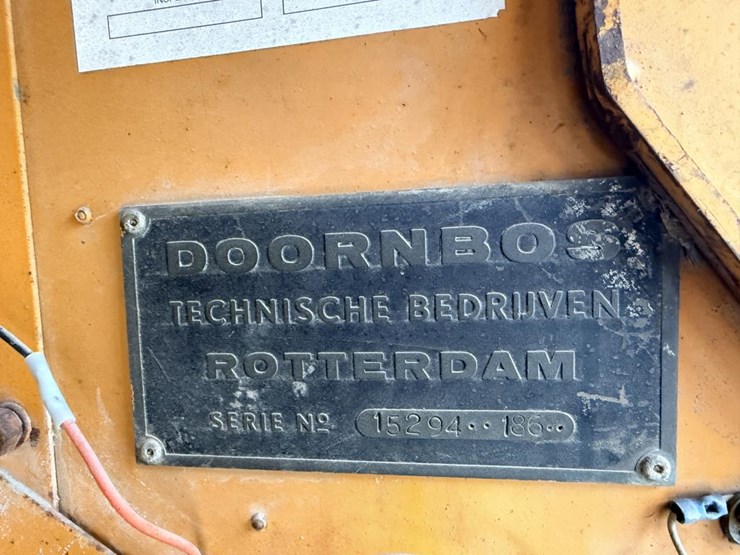 DOORNBOS
TECHNISCHE BEDRIJVEN
ROTTERDAM
SERIE Nº 15294·· 186··